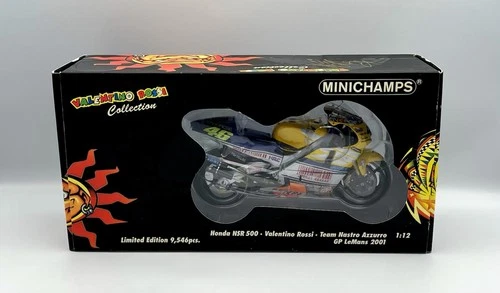 VALENTINO ROSSI
Collection
MINICHAMPS®
46
Limited Edition 9,546pcs.
Honda NSR 500 · Valentino Rossi · Team Nastro Azzurro 1:12
GP LeMans 2001